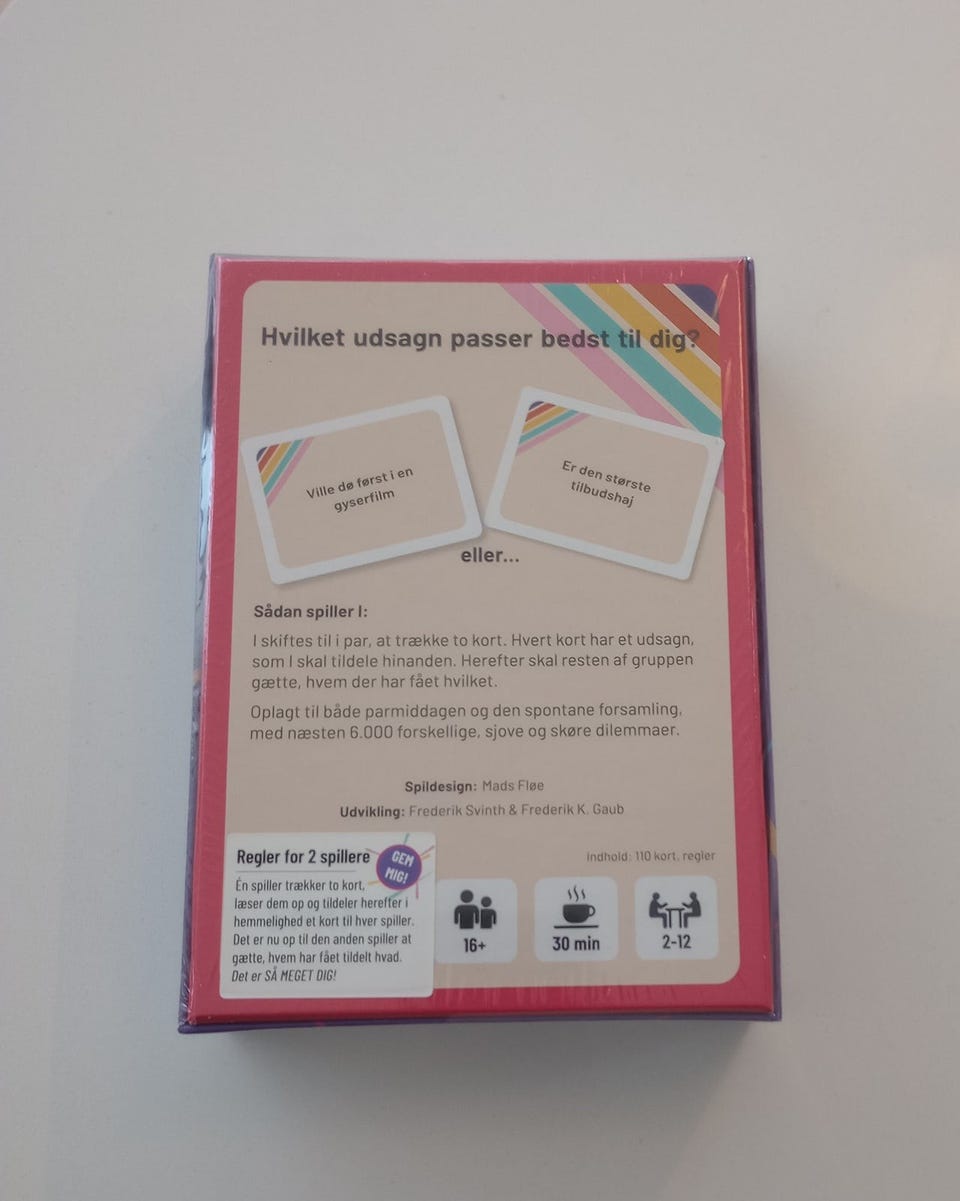 Hvilket udsagn passer bedst til dig?
Ville dø først i en
gyserfilm
Er den største
tilbudshaj
eller...
Sådan spiller I:
I skiftes til i par, at trække to kort. Hvert kort har et udsagn,
som I skal tildele hinanden. Herefter skal resten af gruppen
gætte, hvem der har fået hvilket.
Oplagt til både parmiddagen og den spontane forsamling,
med næsten 6.000 forskellige, sjove og skøre dilemmaer.
Spildesign: Mads Fløe
Udvikling: Frederik Svinth & Frederik K. Gaub
Indhold: 110 kort, regler
Regler for 2 spillere
GEM
MIG!
Én spiller trækker to kort,
læser dem op og tildeler herefter i
hemmelighed et kort til hver spiller.
Det er nu op til den anden spiller at
gætte, hvem har fået tildelt hvad.
Det er SÅ MEGET DIG!
16+
30 min
2-12